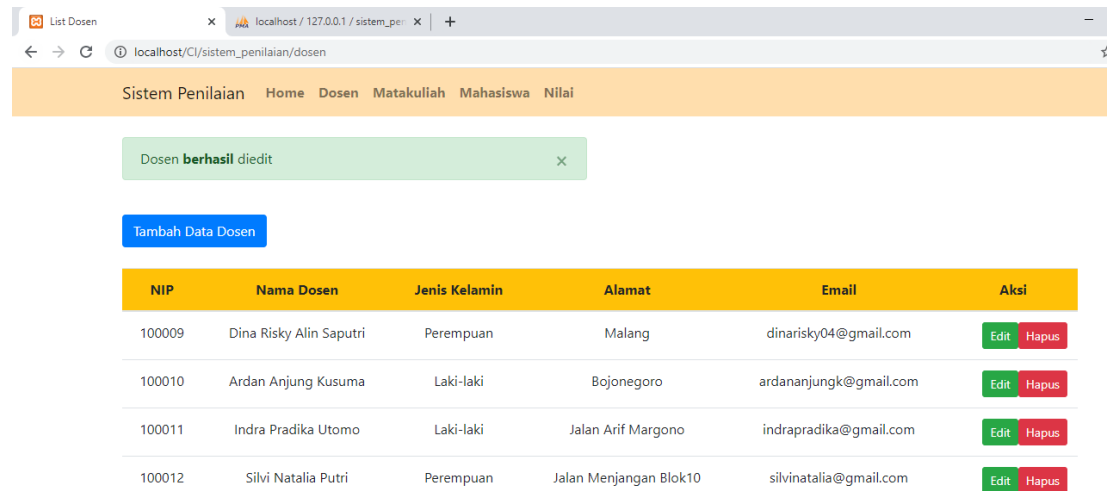 List Dosen
localhost / 127.0.0.1 / sistem_pen
localhost/CI/sistem_penilaian/dosen
Sistem Penilaian Home Dosen Matakuliah Mahasiswa Nilai
Dosen berhasil diedit ×
Tambah Data Dosen
NIP Nama Dosen Jenis Kelamin Alamat Email Aksi
100009 Dina Risky Alin Saputri Perempuan Malang dinarisky04@gmail.com Edit Hapus
100010 Ardan Anjung Kusuma Laki-laki Bojonegoro ardananjungk@gmail.com Edit Hapus
100011 Indra Pradika Utomo Laki-laki Jalan Arif Margono indrapradika@gmail.com Edit Hapus
100012 Silvi Natalia Putri Perempuan Jalan Menjangan Blok10 silvinatalia@gmail.com Edit Hapus